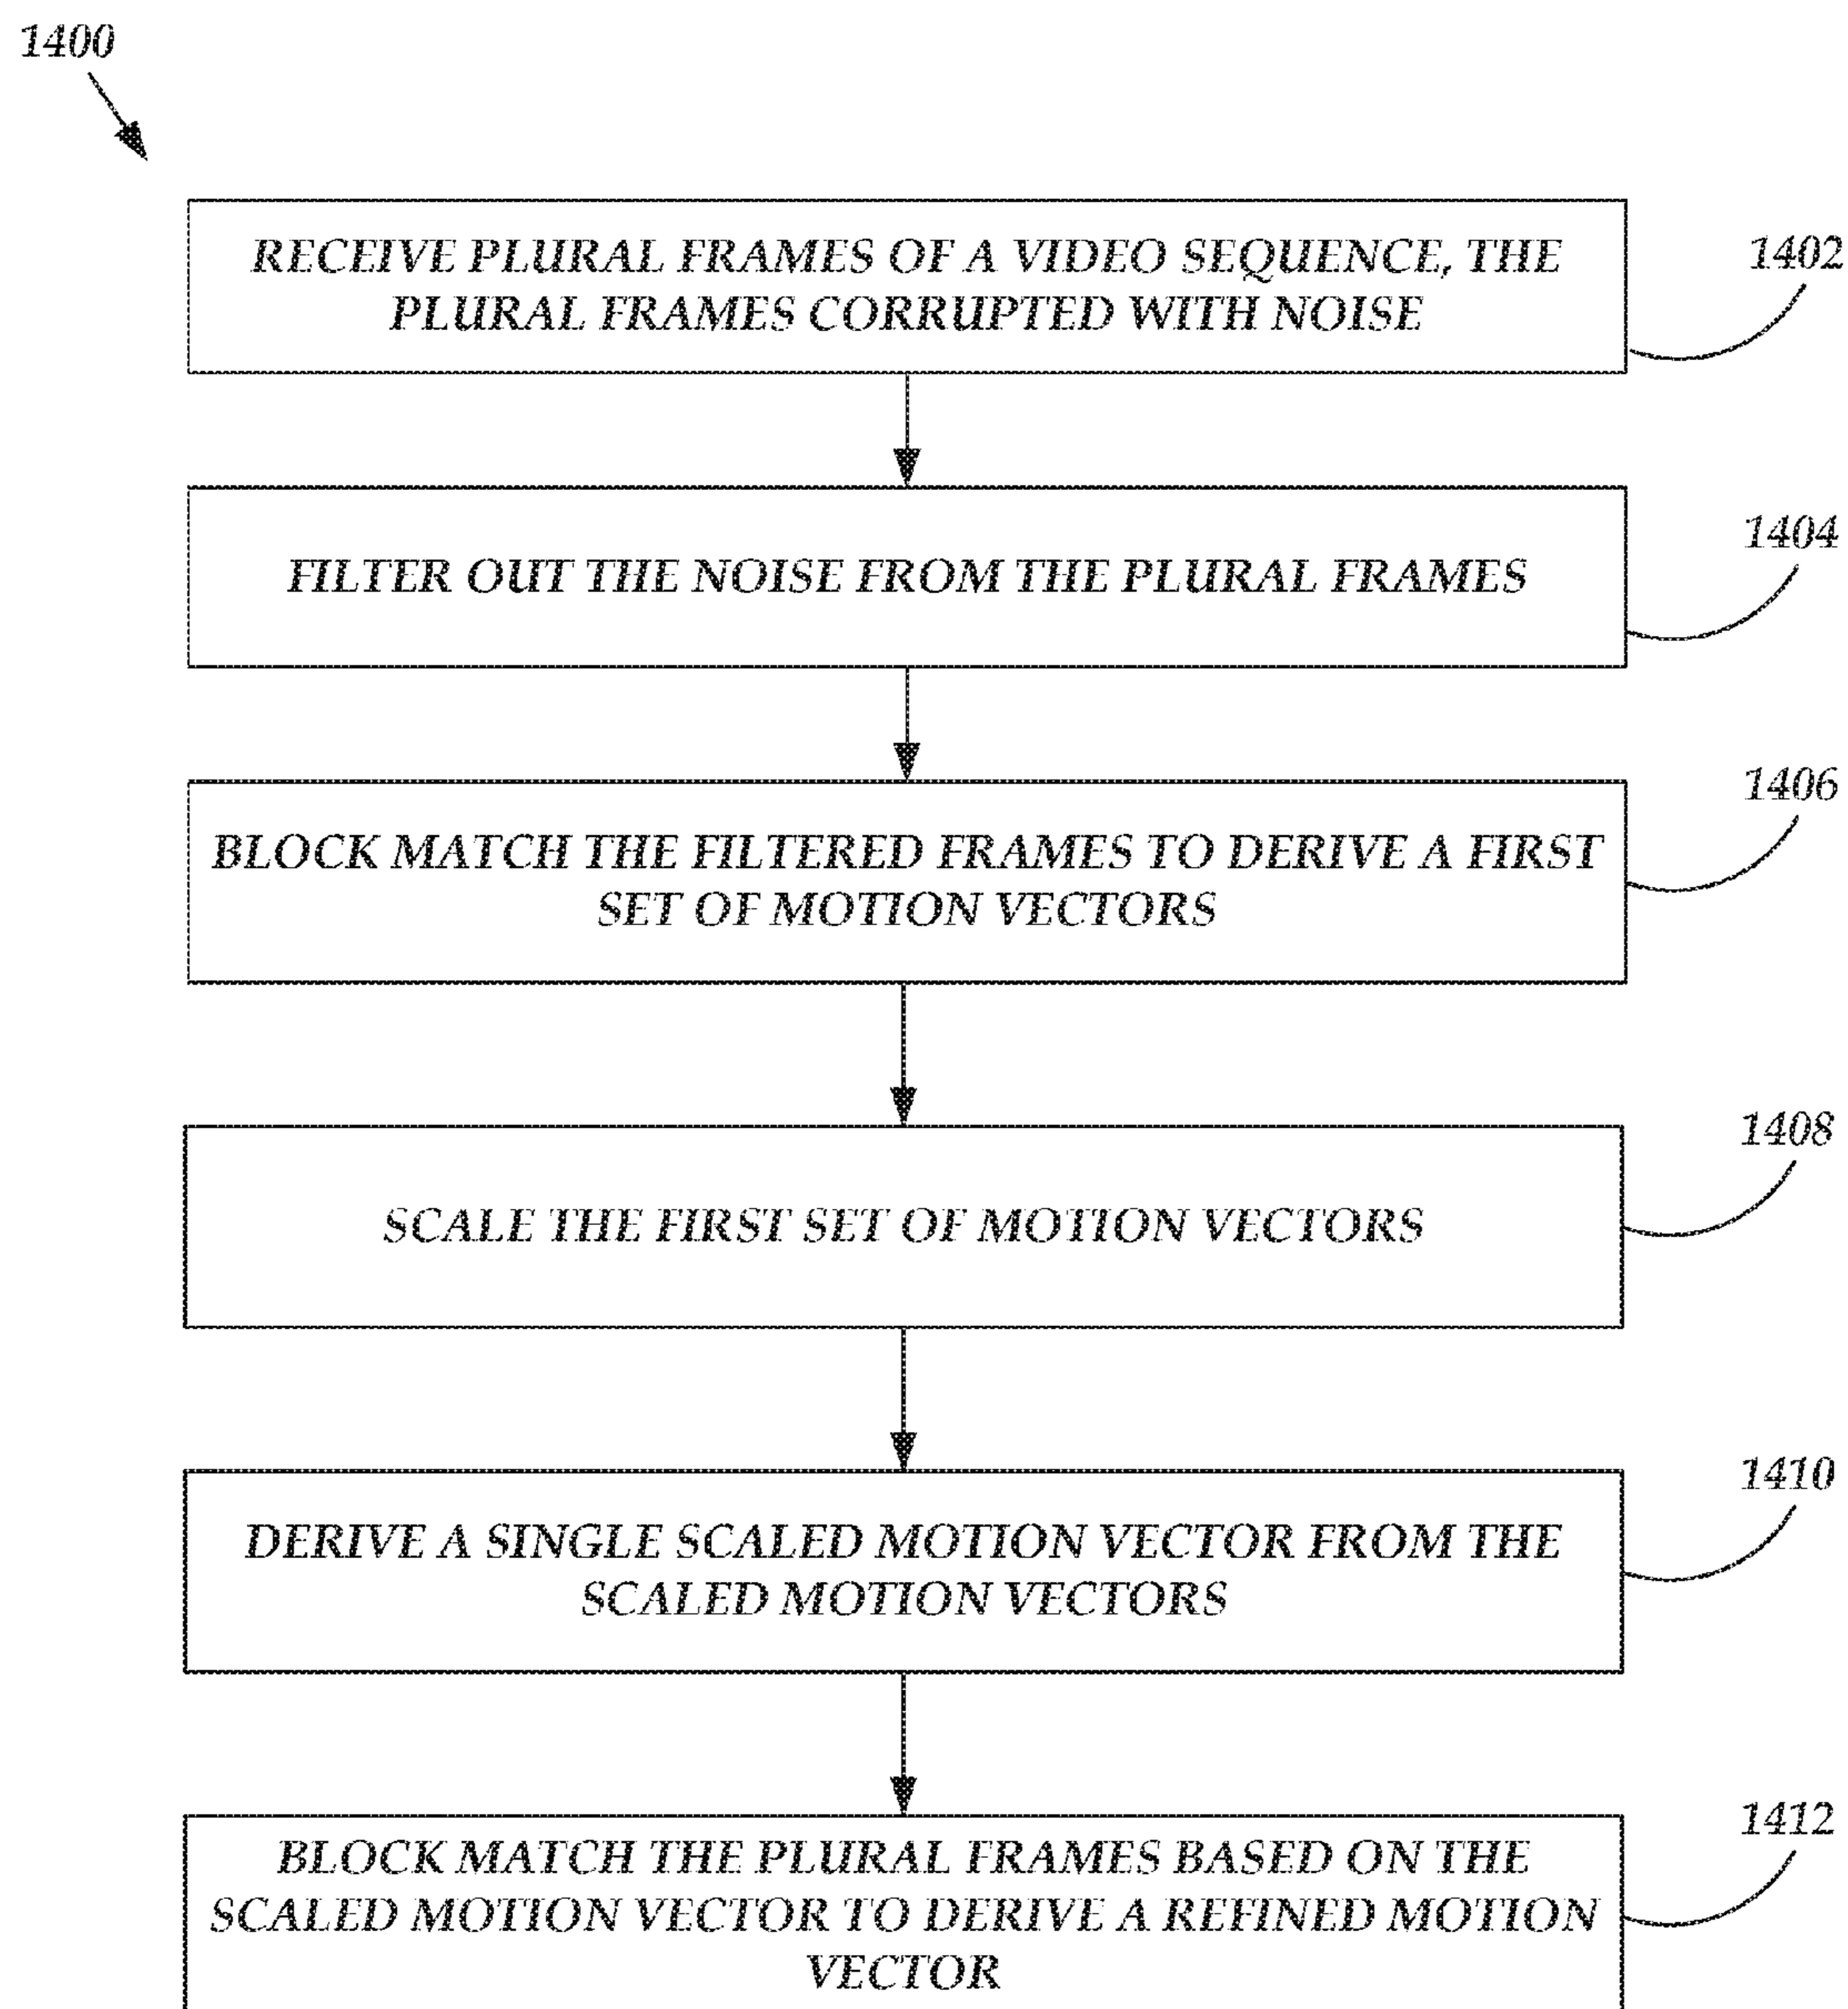 1400
RECEIVE PLURAL FRAMES OF A VIDEO SEQUENCE, THE
PLURAL FRAMES CORRUPTED WITH NOISE
1402
FILTER OUT THE NOISE FROM THE PLURAL FRAMES
1404
BLOCK MATCH THE FILTERED FRAMES TO DERIVE A FIRST
SET OF MOTION VECTORS
1406
SCALE THE FIRST SET OF MOTION VECTORS
1408
DERIVE A SINGLE SCALED MOTION VECTOR FROM THE
SCALED MOTION VECTORS
1410
BLOCK MATCH THE PLURAL FRAMES BASED ON THE
SCALED MOTION VECTOR TO DERIVE A REFINED MOTION
VECTOR
1412